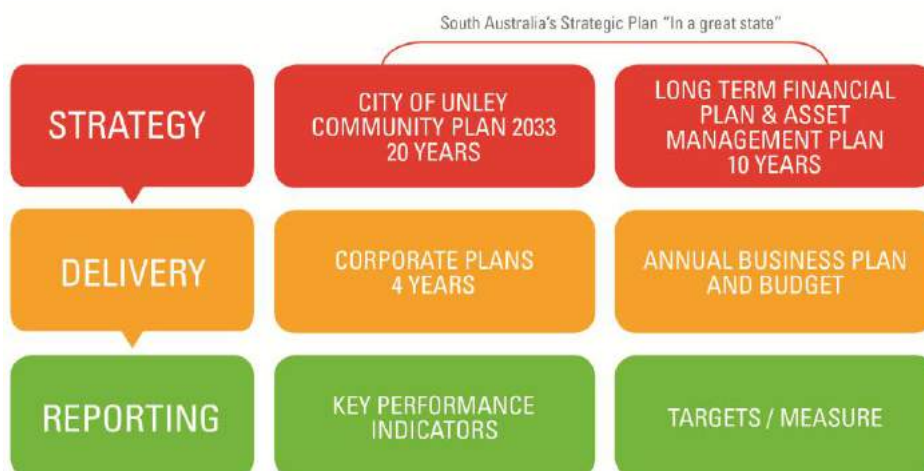 South Australia's Strategic Plan "In a great state"
STRATEGY
CITY OF UNLEY
COMMUNITY PLAN 2033
20 YEARS
LONG TERM FINANCIAL
PLAN & ASSET
MANAGEMENT PLAN
10 YEARS
DELIVERY
CORPORATE PLANS
4 YEARS
ANNUAL BUSINESS PLAN
AND BUDGET
REPORTING
KEY PERFORMANCE
INDICATORS
TARGETS / MEASURE